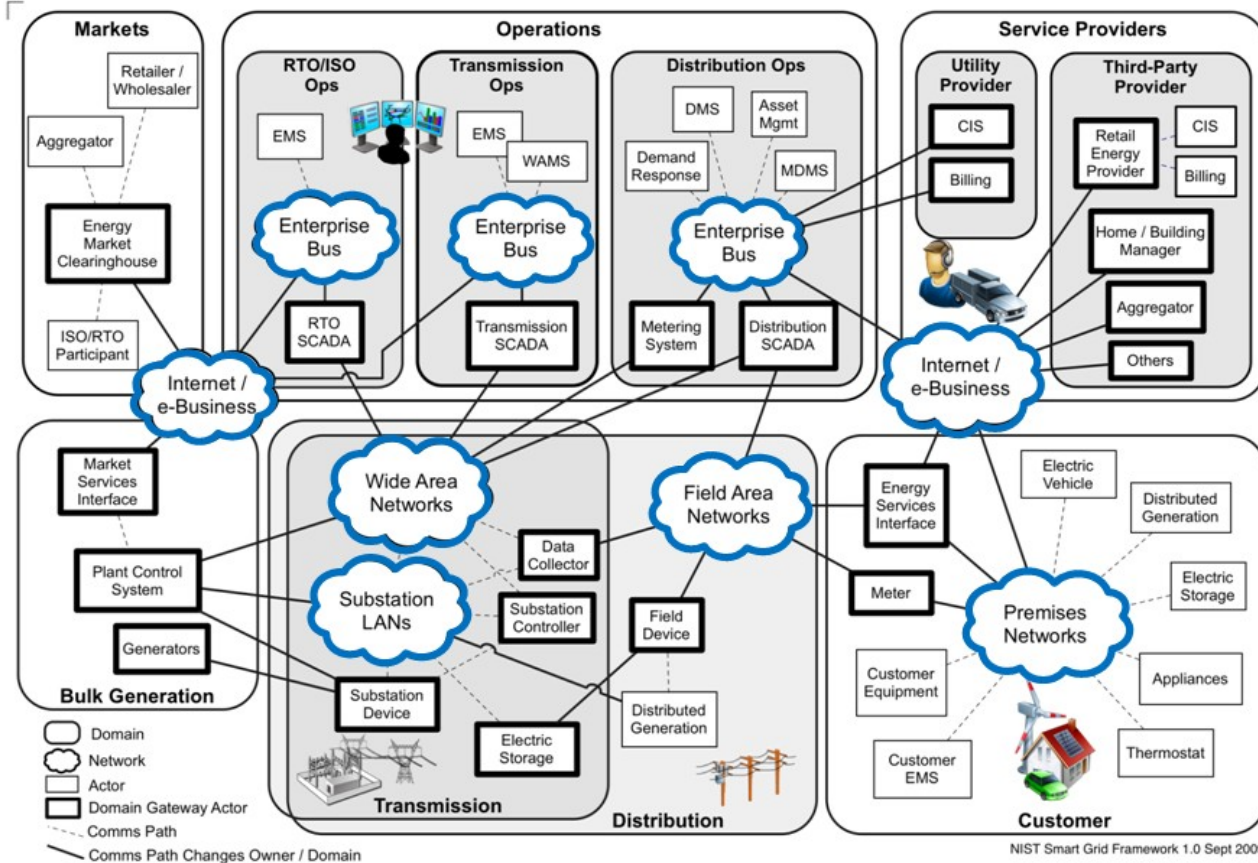 Markets
Retailer /
Wholesaler
Aggregator
Energy
Market
Clearinghouse
ISO/RTO
Participant
Operations
RTO/ISO
Ops
EMS
Enterprise
Bus
RTO
SCADA
Transmission
Ops
EMS
WAMS
Enterprise
Bus
Transmission
SCADA
Distribution Ops
DMS
Asset
Mgmt
Demand
Response
MDMS
Enterprise
Bus
Metering
System
Distribution
SCADA
Service Providers
Utility
Provider
CIS
Billing
Third-Party
Provider
Retail
Energy
Provider
CIS
Billing
Home / Building
Manager
Aggregator
Others
Internet /
e-Business
Internet /
e-Business
Market
Services
Interface
Plant Control
System
Generators
Bulk Generation
Wide Area
Networks
Substation
LANs
Data
Collector
Substation
Controller
Substation
Device
Electric
Storage
Transmission
Field Area
Networks
Field
Device
Distributed
Generation
Distribution
Energy
Services
Interface
Meter
Premises
Networks
Electric
Vehicle
Distributed
Generation
Electric
Storage
Appliances
Thermostat
Customer
Equipment
Customer
EMS
Customer
Domain
Network
Actor
Domain Gateway Actor
Comms Path
Comms Path Changes Owner / Domain
NIST Smart Grid Framework 1.0 Sept 200